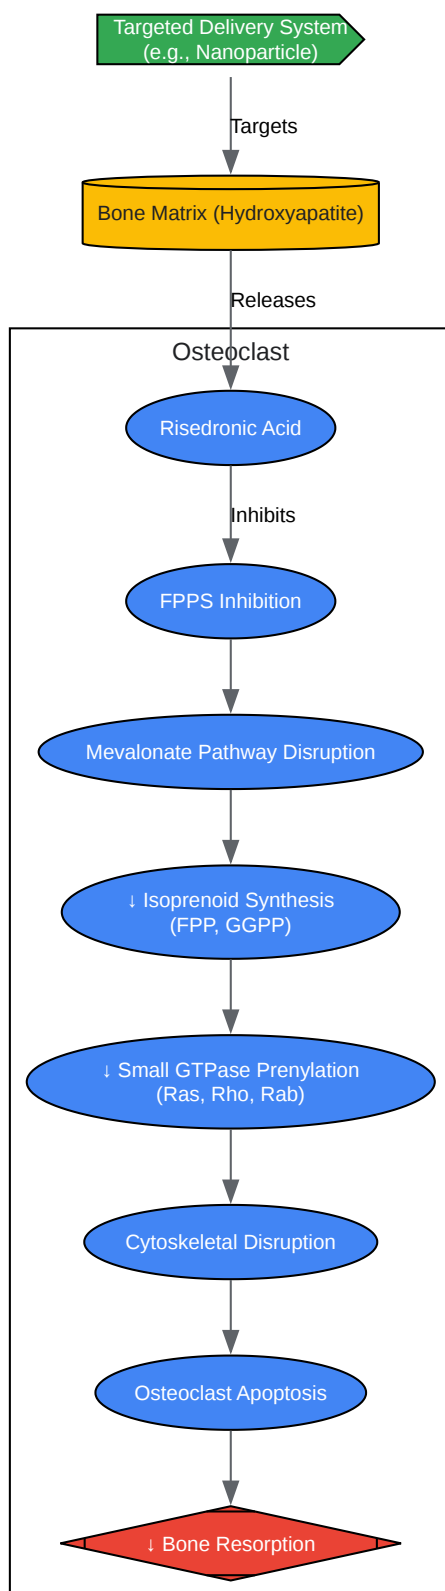 Targeted Delivery System
(e.g., Nanoparticle)
Targets
Bone Matrix (Hydroxyapatite)
Releases
Osteoclast
Risedronic Acid
Inhibits
FPPS Inhibition
Mevalonate Pathway Disruption
↓ Isoprenoid Synthesis
(FPP, GGPP)
↓ Small GTPase Prenylation
(Ras, Rho, Rab)
Cytoskeletal Disruption
Osteoclast Apoptosis
↓ Bone Resorption